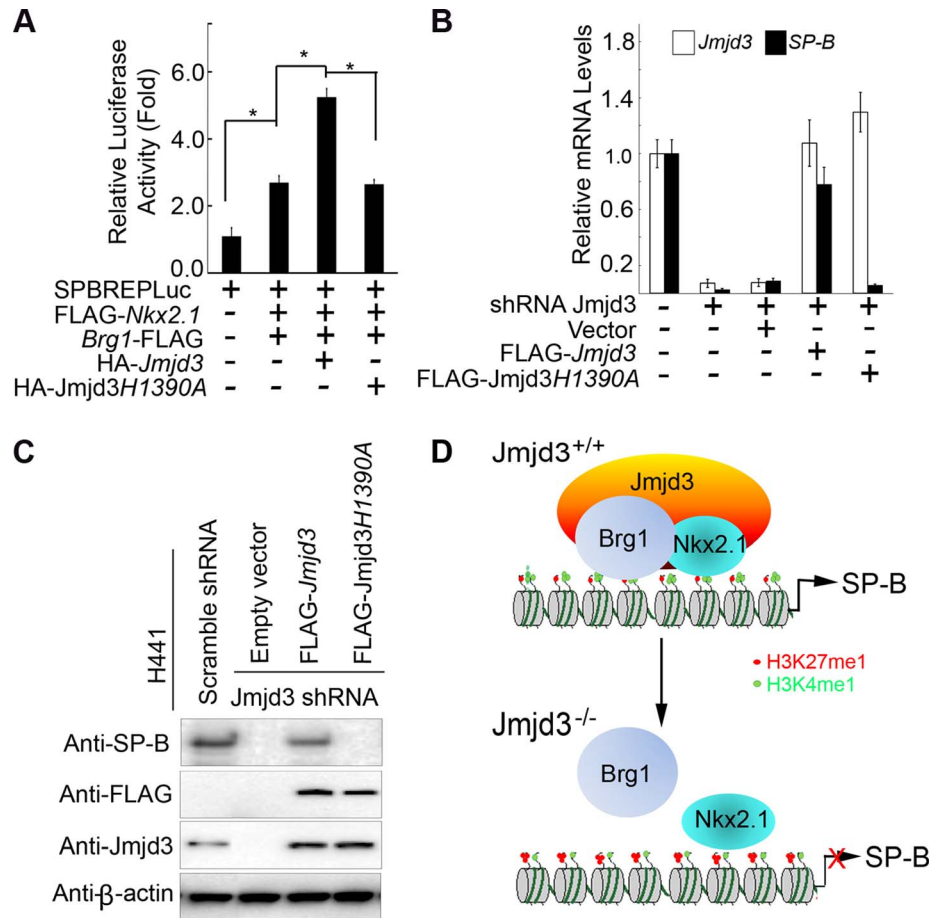 A
Relative Luciferase
Activity (Fold)
6.0
4.0
2.0
0.0
*
*
*
SPBREPLuc + + + +
FLAG-Nkx2.1 - + + +
Brg1-FLAG - + + +
HA-Jmjd3 - - + -
HA-Jmjd3H1390A - - - +
B
Relative mRNA Levels
1.8
1.4
1.0
0.6
0.2
Jmjd3
SP-B
shRNA Jmjd3 - + + + +
Vector - - + - -
FLAG-Jmjd3 - - - + -
FLAG-Jmjd3H1390A - - - - +
C
H441
Scramble shRNA
Empty vector
FLAG-Jmjd3
FLAG-Jmjd3H1390A
Jmjd3 shRNA
Anti-SP-B
Anti-FLAG
Anti-Jmjd3
Anti-β-actin
D
Jmjd3+/+
Jmjd3
Brg1
Nkx2.1
SP-B
H3K27me1
H3K4me1
Jmjd3-/-
Brg1
Nkx2.1
SP-B